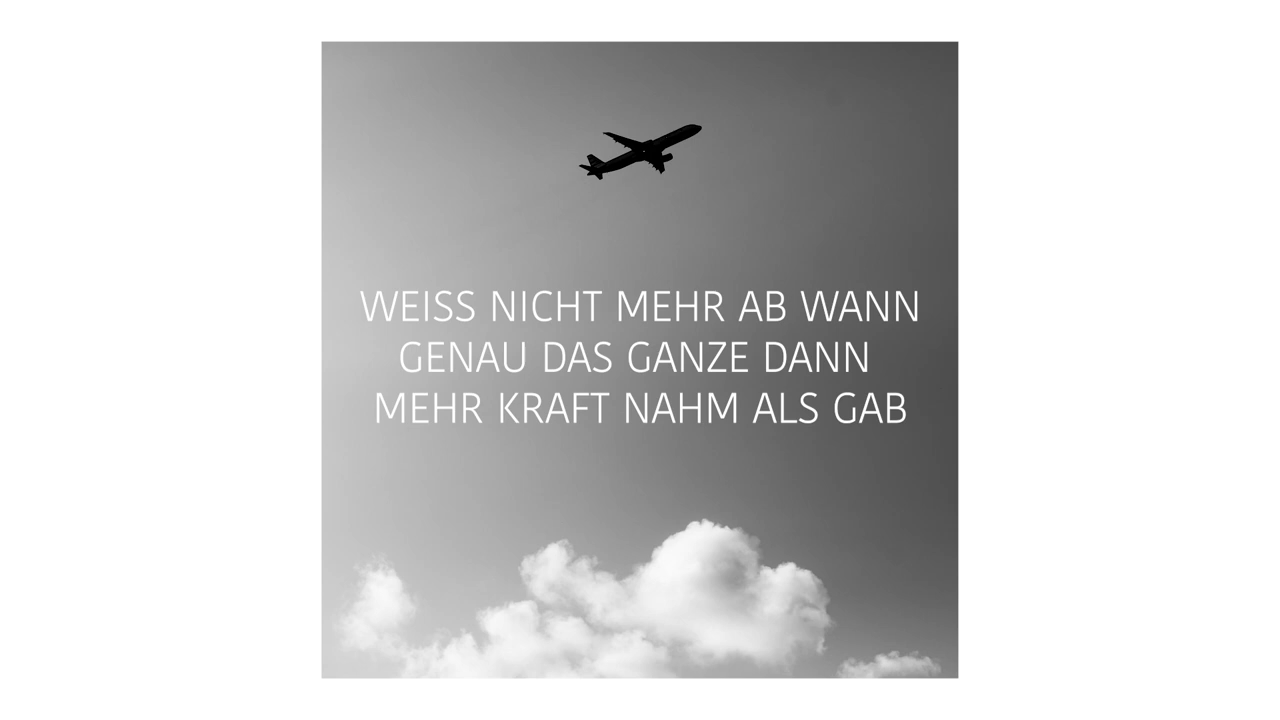 WEISS NICHT MEHR AB WANN
GENAU DAS GANZE DANN
MEHR KRAFT NAHM ALS GAB